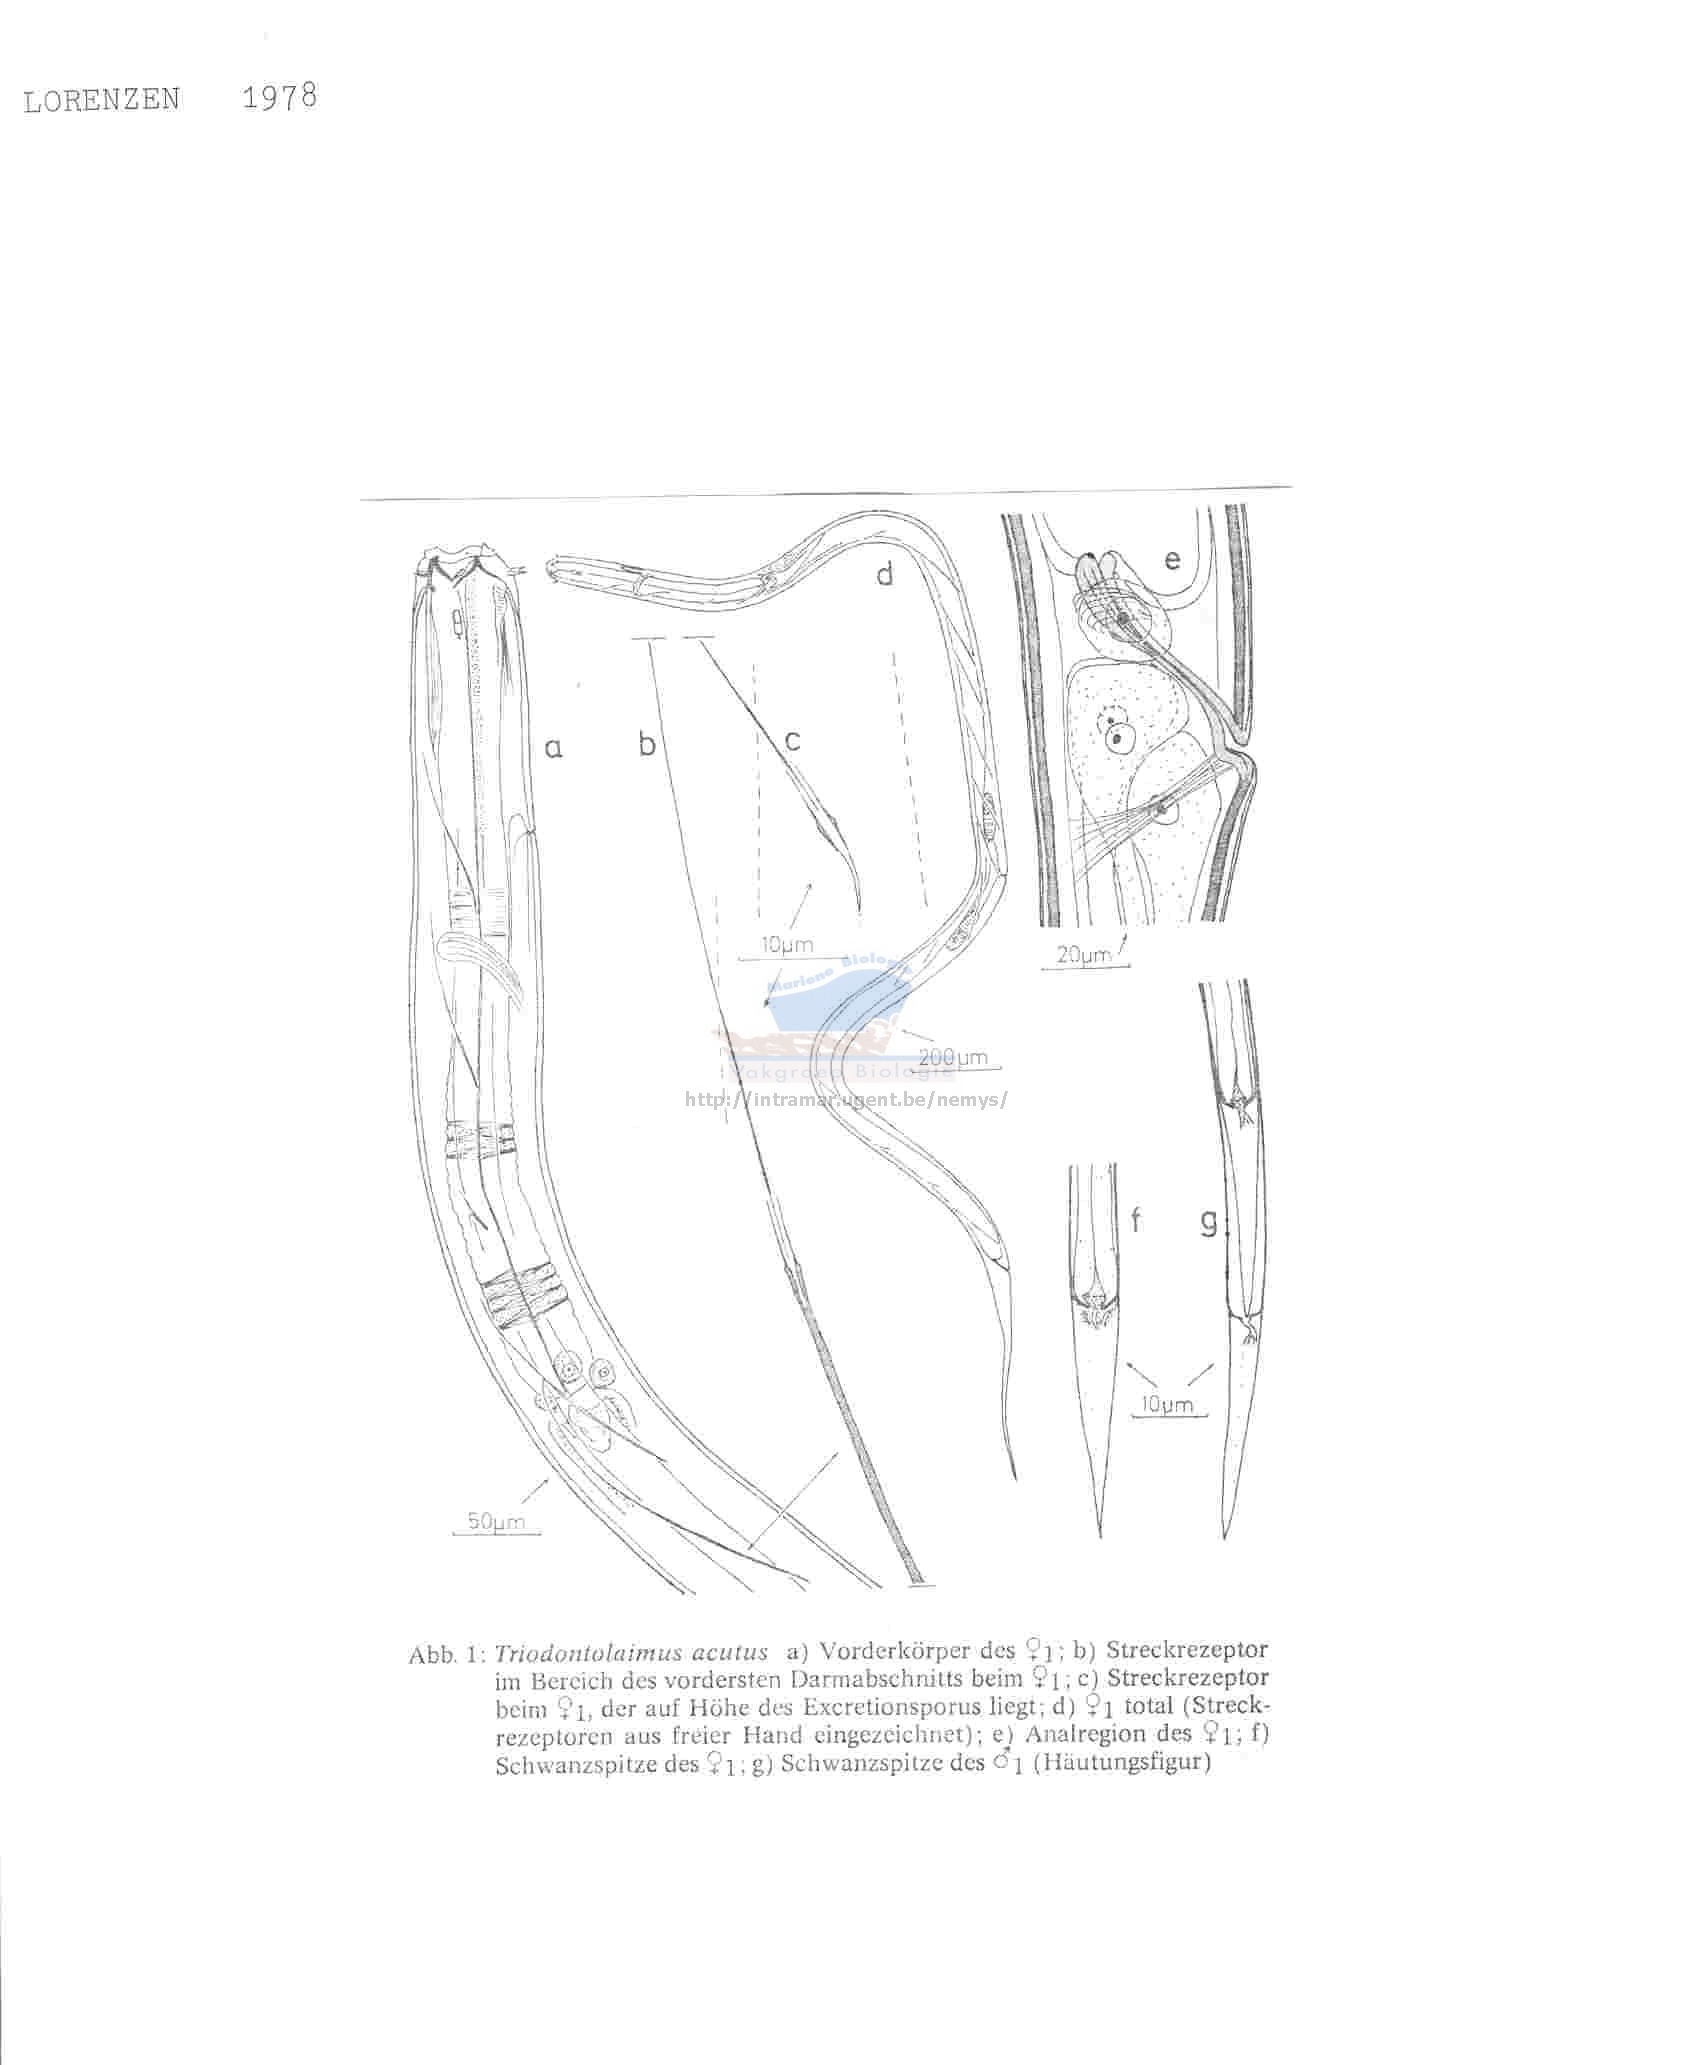 LORENZEN 1978
d
e
a
b
c
10µm
20µm
Mariene Biologie
200µm
Vakgroep Biologie
http://intramar.ugent.be/nemys/
f
g
10µm
50µm
Abb. 1: Triodontolaimus acutus a) Vorderkörper des ♀1; b) Streckrezeptor
im Bereich des vordersten Darmabschnitts beim ♀1; c) Streckrezeptor
beim ♀1, der auf Höhe des Excretionsporus liegt; d) ♀1 total (Streck-
rezeptoren aus freier Hand eingezeichnet); e) Analregion des ♀1; f)
Schwanzspitze des ♀1; g) Schwanzspitze des ♂1 (Häutungsfigur)